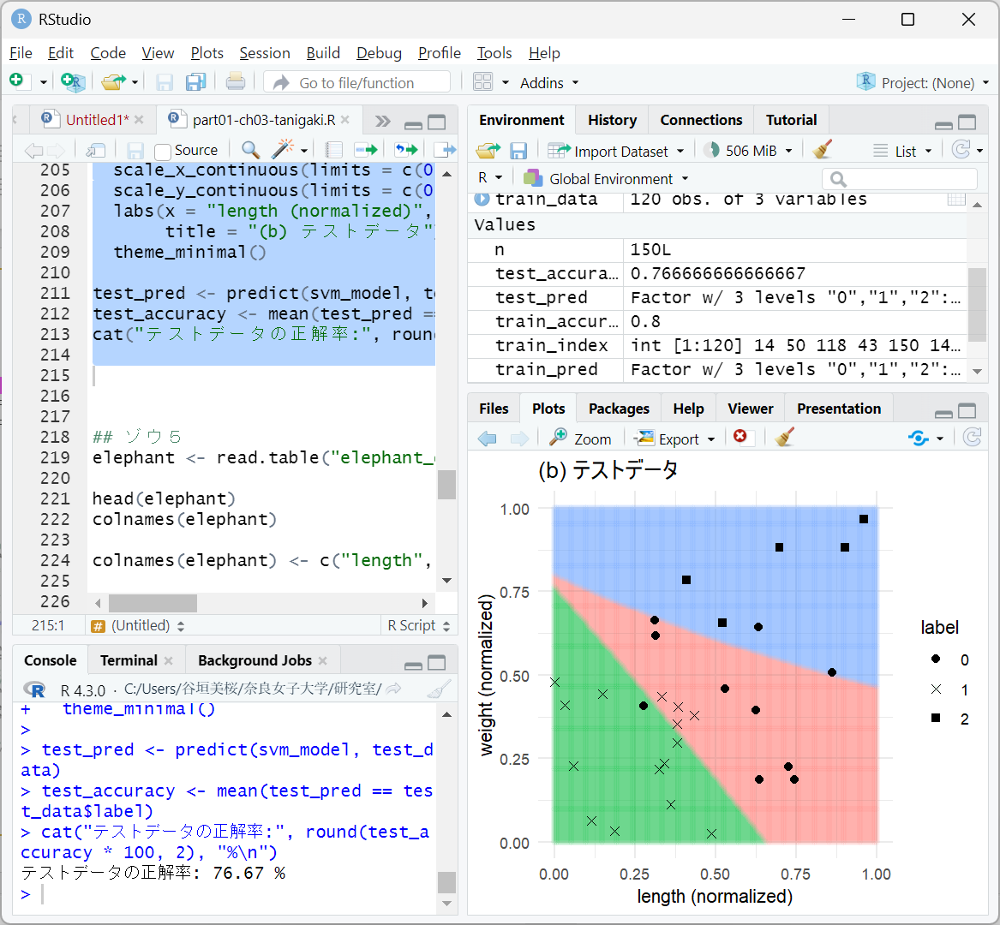 RStudio
File Edit Code View Plots Session Build Debug Profile Tools Help
Go to file/function Addins Project: (None)
Untitled1* part01-ch03-tanigaki.R
Source
205 scale_x_continuous(limits = c(0
206 scale_y_continuous(limits = c(0
207 labs(x = "length (normalized)",
208 title = "(b) テストデータ"
209 theme_minimal()
210
211 test_pred <- predict(svm_model, te
212 test_accuracy <- mean(test_pred ==
213 cat("テストデータの正解率:", roun
214
215
216
217
218 ## ゾウ５
219 elephant <- read.table("elephant_
220
221 head(elephant)
222 colnames(elephant)
223
224 colnames(elephant) <- c("length",
225
226
215:1 # (Untitled) R Script
Console Terminal Background Jobs
R R 4.3.0 · C:/Users/谷垣美桜/奈良女子大学/研究室/
+ theme_minimal()
>
> test_pred <- predict(svm_model, test_d
ata)
> test_accuracy <- mean(test_pred == tes
t_data$label)
> cat("テストデータの正解率:", round(test_a
ccuracy * 100, 2), "%\n")
テストデータの正解率: 76.67 %
>
Environment History Connections Tutorial
Import Dataset 506 MiB List
R Global Environment
train_data 120 obs. of 3 variables
Values
n 150L
test_accura… 0.766666666666667
test_pred Factor w/ 3 levels "0","1","2":…
train_accur… 0.8
train_index int [1:120] 14 50 118 43 150 14…
train_pred Factor w/ 3 levels "0","1","2":…
Files Plots Packages Help Viewer Presentation
Zoom Export
(b) テストデータ
1.00
0.75
0.50
0.25
0.00
weight (normalized)
0.00 0.25 0.50 0.75 1.00
length (normalized)
label
0
1
2